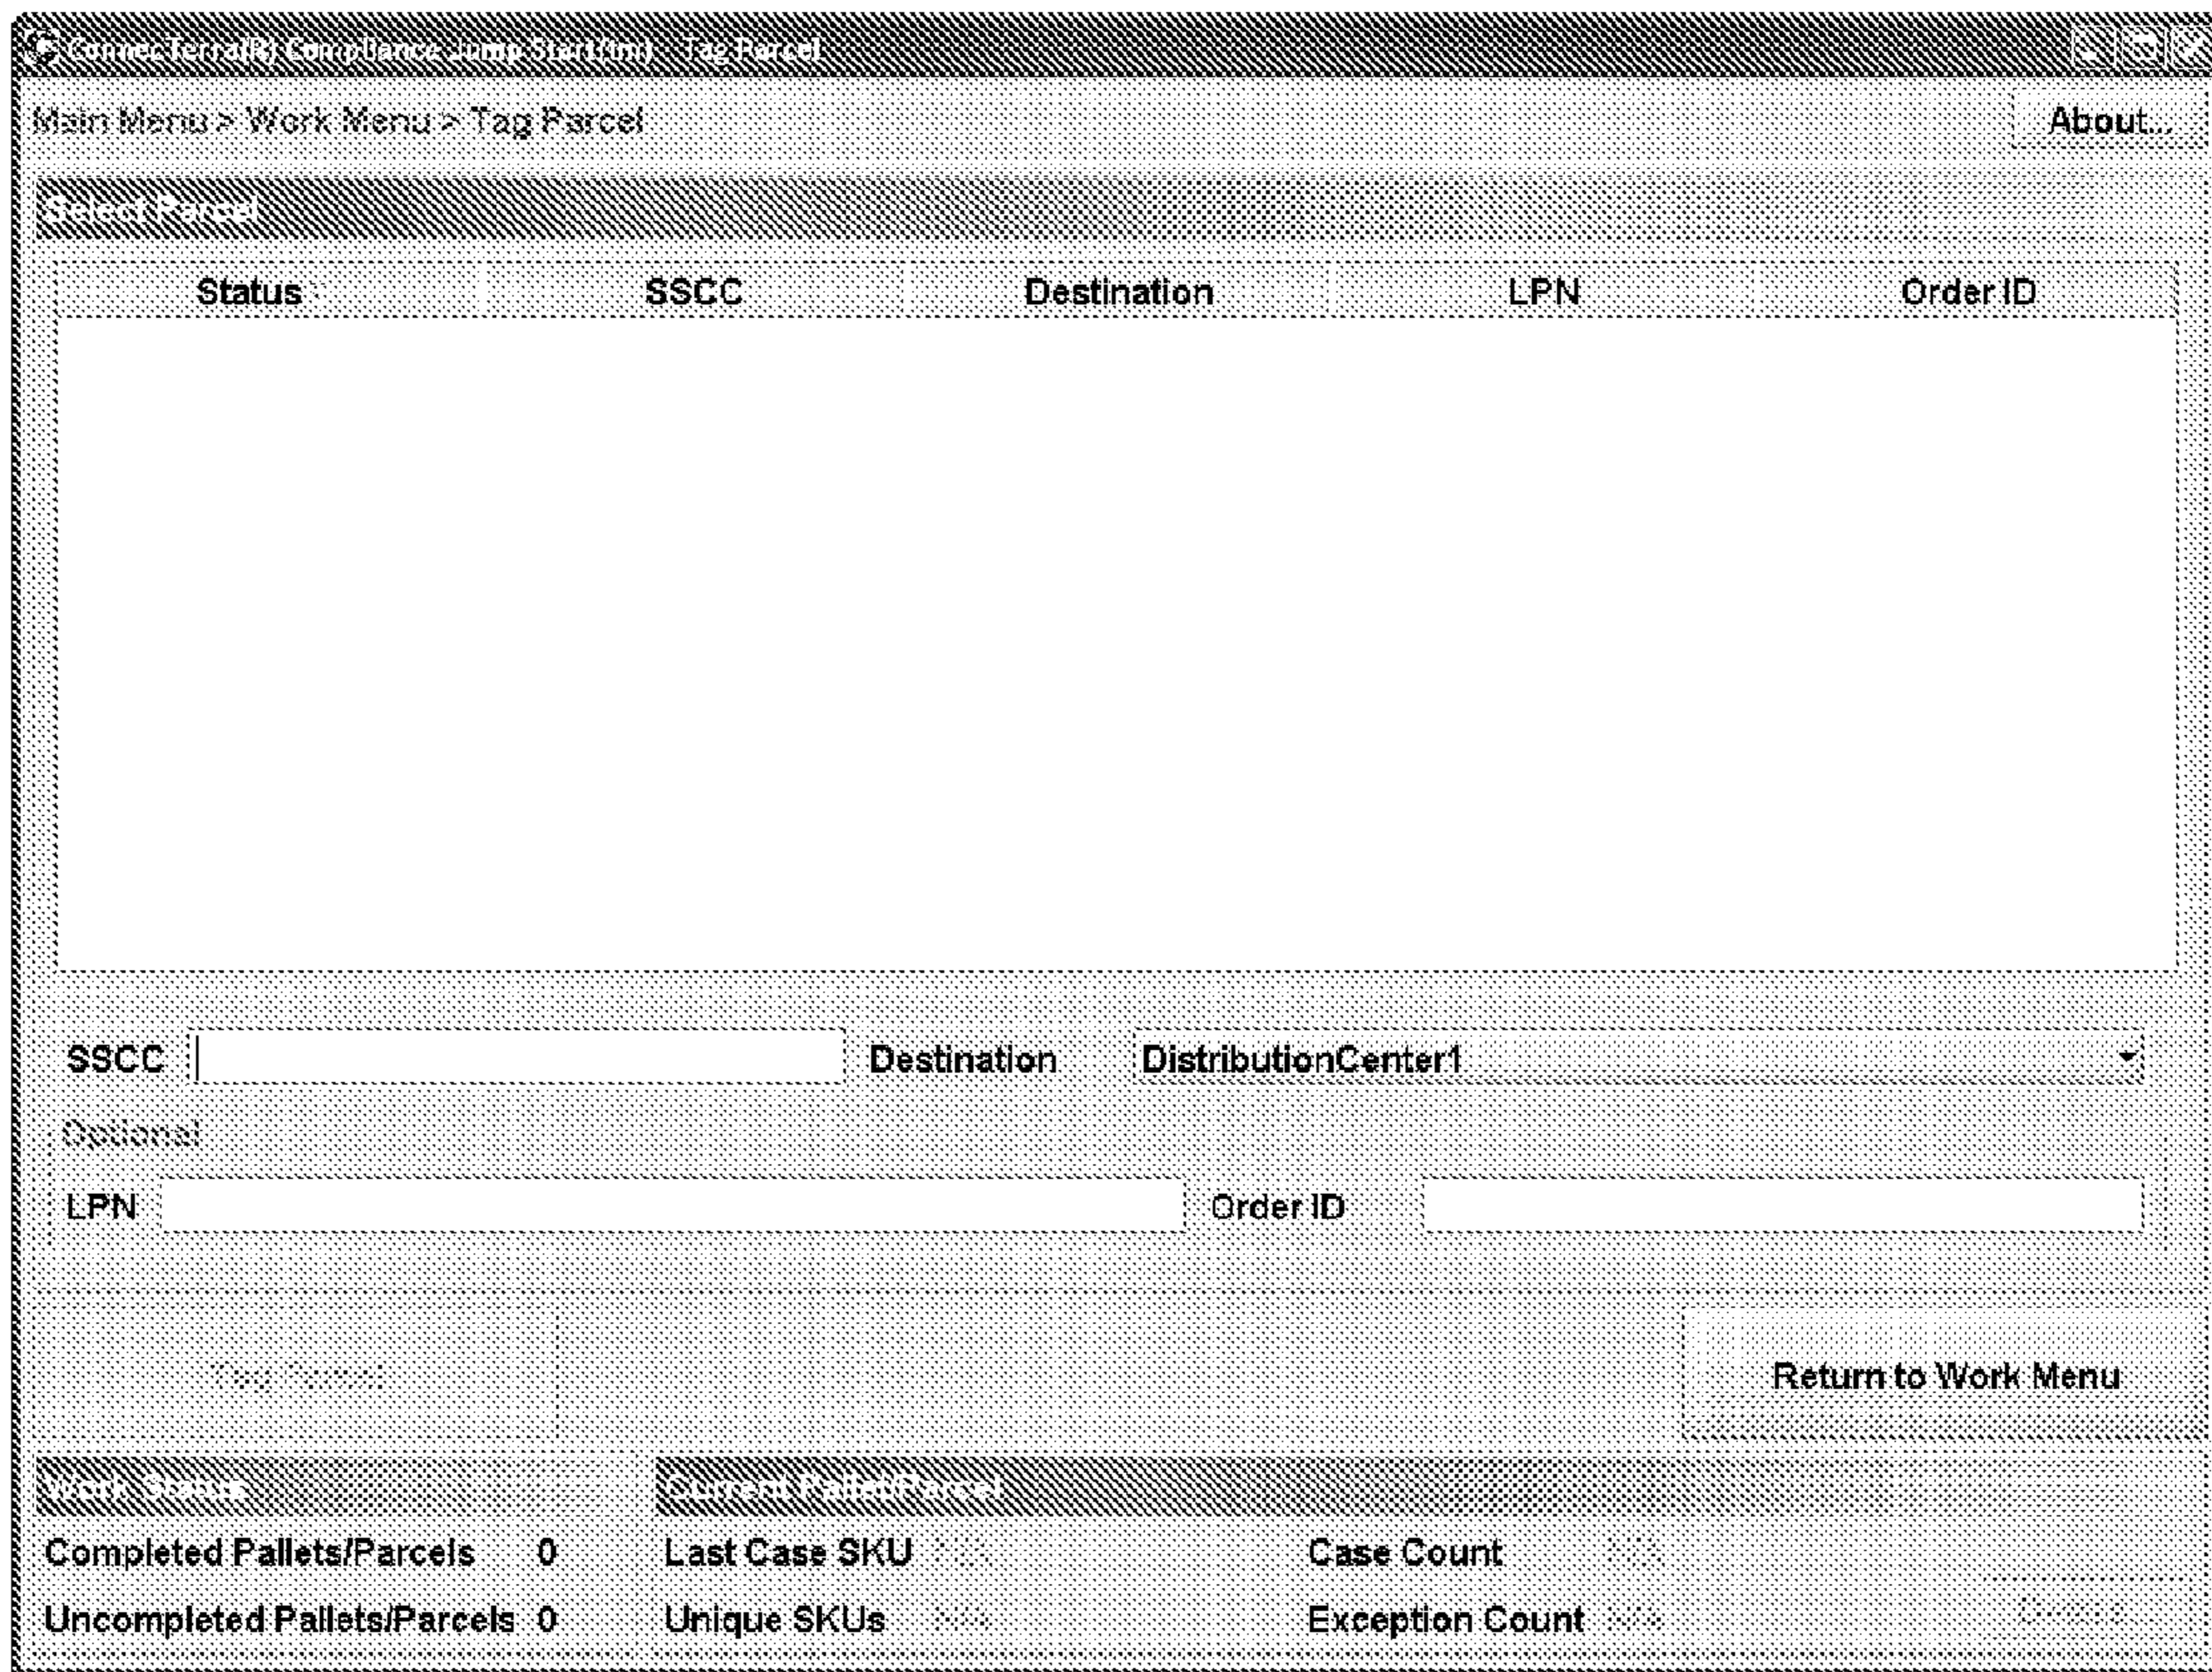 ConnecTerra(R) Compliance Jump Start(tm) - Tag Parcel
Main Menu > Work Menu > Tag Parcel
About...
Select Parcel
Status SSCC Destination LPN Order ID
SSCC Destination DistributionCenter1
Optional
LPN Order ID
Tag Parcel
Return to Work Menu
Work Status
Current Pallet/Parcel
Completed Pallets/Parcels 0
Last Case SKU
Case Count
Uncompleted Pallets/Parcels 0
Unique SKUs
Exception Count